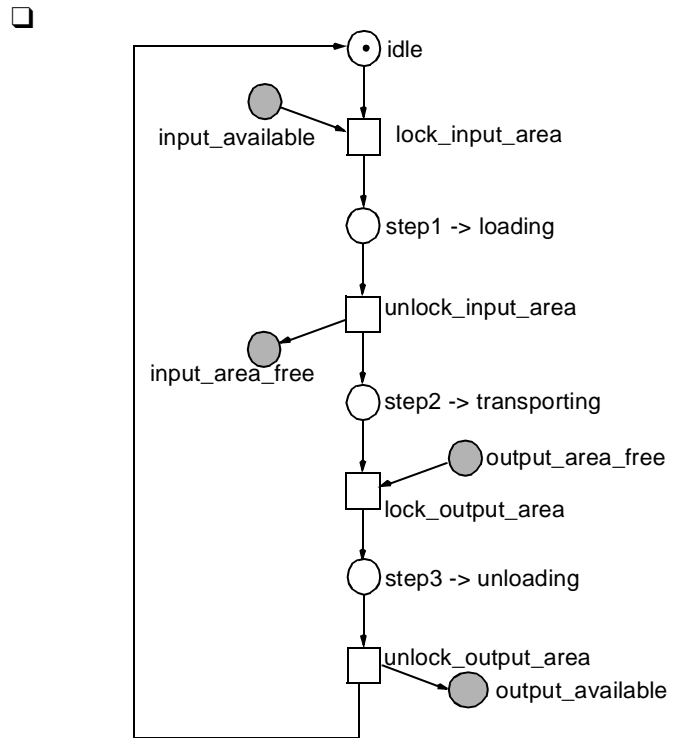 idle
input_available
lock_input_area
step1 -> loading
unlock_input_area
input_area_free
step2 -> transporting
output_area_free
lock_output_area
step3 -> unloading
unlock_output_area
output_available